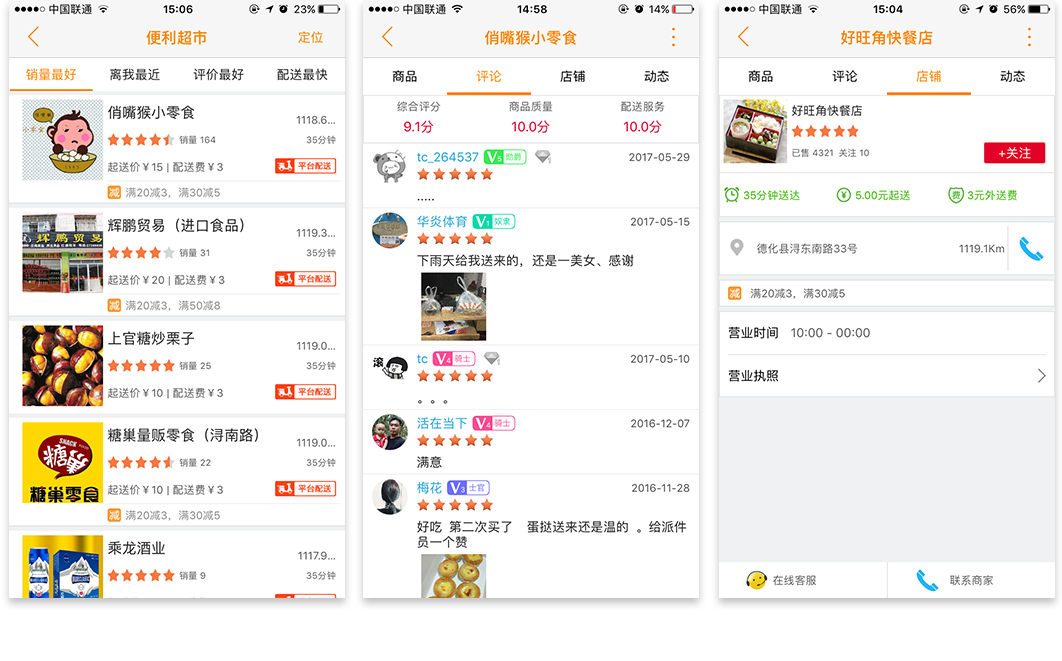 中国联通 15:06 23%
便利超市 定位
销量最好 离我最近 评价最好 配送最快
俏嘴猴小零食 1118.6...
销量 164 35分钟
起送价￥15 | 配送费￥3 平台配送
减 满20减3，满30减5
辉鹏贸易
辉鹏贸易（进口食品） 1119.3...
销量 31 35分钟
起送价￥20 | 配送费￥3 平台配送
减 满20减3，满50减8
上官糖炒栗子 1119.0...
销量 25 35分钟
起送价￥10 | 配送费￥3 平台配送
SNACK
糖巢
糖巢零食
糖巢量贩零食（浔南路） 1119.0...
销量 22 35分钟
起送价￥10 | 配送费￥3 平台配送
减 满20减3，满30减5
乘龙酒业 1117.9...
销量 9 35分钟
中国联通 14:58 14%
俏嘴猴小零食
商品 评论 店铺 动态
综合评分 商品质量 配送服务
9.1分 10.0分 10.0分
tc_264537 V5 勋爵 2017-05-29
.....
华炎体育 V1 奴隶 2017-05-15
下雨天给我送来的，还是一美女、感谢
滚
tc V4 骑士 2017-05-10
。。。
活在当下 V4 骑士 2016-12-07
满意
梅花 V3 士官 2016-11-28
好吃 第二次买了 蛋挞送来还是温的 。给派件
员一个赞
中国联通 15:04 56%
好旺角快餐店
商品 评论 店铺 动态
好旺角快餐店
已售 4321 关注 10
+关注
35分钟送达 ¥ 5.00元起送 费 3元外送费
德化县浔东南路33号 1119.1Km
减 满20减3，满30减5
营业时间 10:00 - 00:00
营业执照
在线客服 联系商家